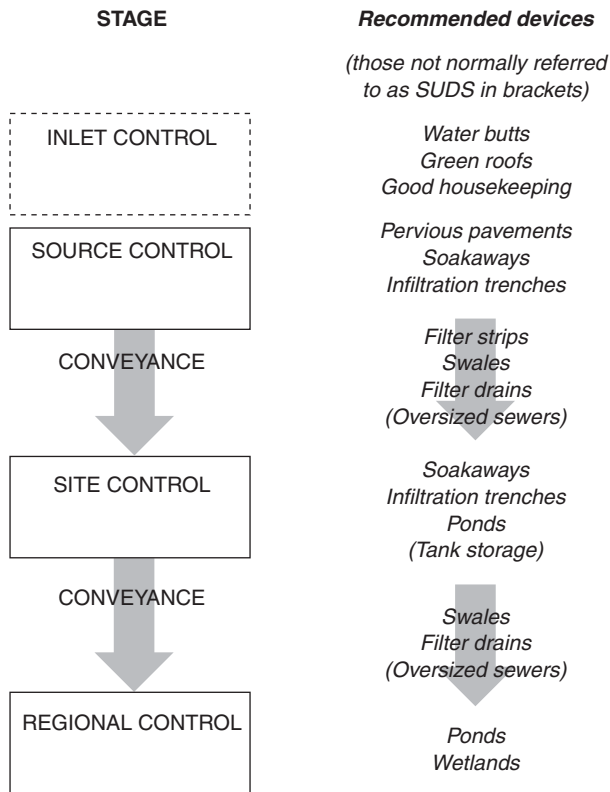 STAGE
Recommended devices
(those not normally referred
to as SUDS in brackets)
INLET CONTROL
Water butts
Green roofs
Good housekeeping
SOURCE CONTROL
Pervious pavements
Soakaways
Infiltration trenches
CONVEYANCE
Filter strips
Swales
Filter drains
(Oversized sewers)
SITE CONTROL
Soakaways
Infiltration trenches
Ponds
(Tank storage)
CONVEYANCE
Swales
Filter drains
(Oversized sewers)
REGIONAL CONTROL
Ponds
Wetlands